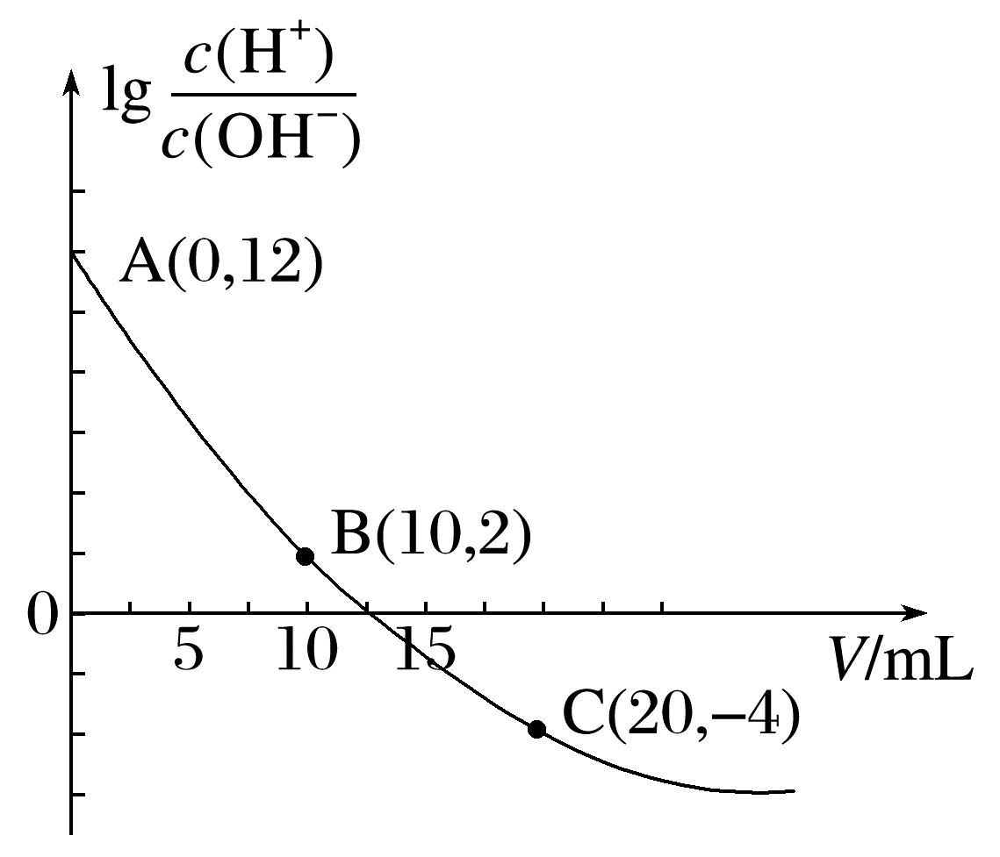 lg c(H⁺)/c(OH⁻)
A(0,12)
B(10,2)
0
5 10 15
V/mL
C(20,−4)